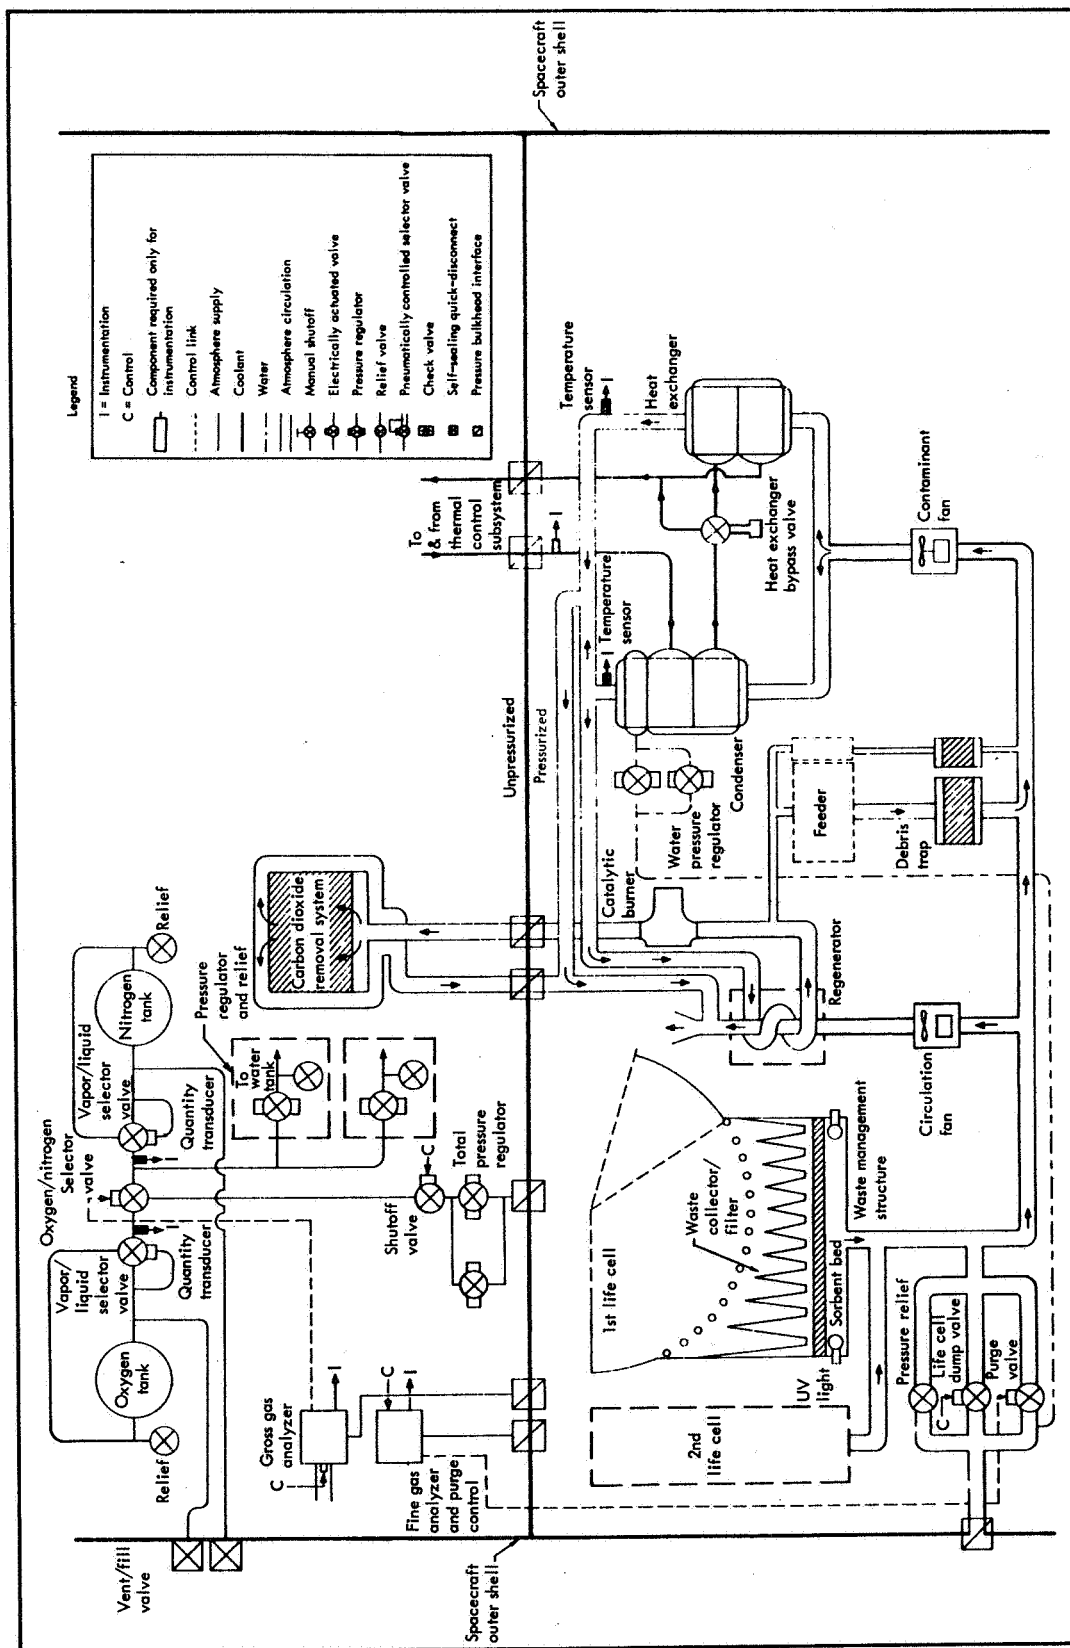 Spacecraft
outer shell
Legend
I = Instrumentation
C = Control
Component required only for
instrumentation
Control link
Atmosphere supply
Coolant
Water
Atmosphere circulation
Manual shutoff
Electrically actuated valve
Pressure regulator
Relief valve
Pneumatically controlled selector valve
Check valve
Self-sealing quick-disconnect
Pressure bulkhead interface
Vent/fill
valve
Relief
Oxygen
tank
Vapor/
liquid
selector
valve
Quantity
transducer
I
Oxygen/nitrogen
Selector
valve
Vapor/liquid
selector
valve
Quantity
transducer
I
Nitrogen
tank
Relief
Pressure
regulator
and relief
To
water
tank
Carbon dioxide
removal system
Gross gas
analyzer
C
I
Fine gas
analyzer
and purge
control
C
I
Shutoff
valve
C
Total
pressure
regulator
To
& from
thermal
control
subsystem
I
Unpressurized
Pressurized
Spacecraft
outer shell
Temperature
sensor
I
Temperature
sensor
I
Heat
exchanger
Heat exchanger
bypass valve
Condenser
Water
pressure
regulator
Catalytic
burner
Regenerator
Feeder
Debris
trap
Contaminant
fan
Circulation
fan
1st life cell
Waste
collector/
filter
Sorbent bed
Waste management
structure
UV
light
2nd
life cell
Pressure relief
Life cell
dump valve
C
Purge
valve